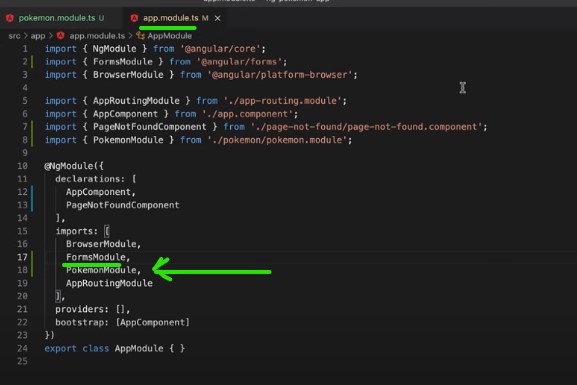 pokemon.module.ts U
app.module.ts M ×
src > app > app.module.ts > AppModule
1 import { NgModule } from '@angular/core';
2 import { FormsModule } from '@angular/forms';
3 import { BrowserModule } from '@angular/platform-browser';
4
5 import { AppRoutingModule } from './app-routing.module';
6 import { AppComponent } from './app.component';
7 import { PageNotFoundComponent } from './page-not-found/page-not-found.component';
8 import { PokemonModule } from './pokemon/pokemon.module';
9
10 @NgModule({
11 declarations: [
12 AppComponent,
13 PageNotFoundComponent
14 ],
15 imports: [
16 BrowserModule,
17 FormsModule,
18 PokemonModule,
19 AppRoutingModule
20 ],
21 providers: [],
22 bootstrap: [AppComponent]
23 })
24 export class AppModule { }
25